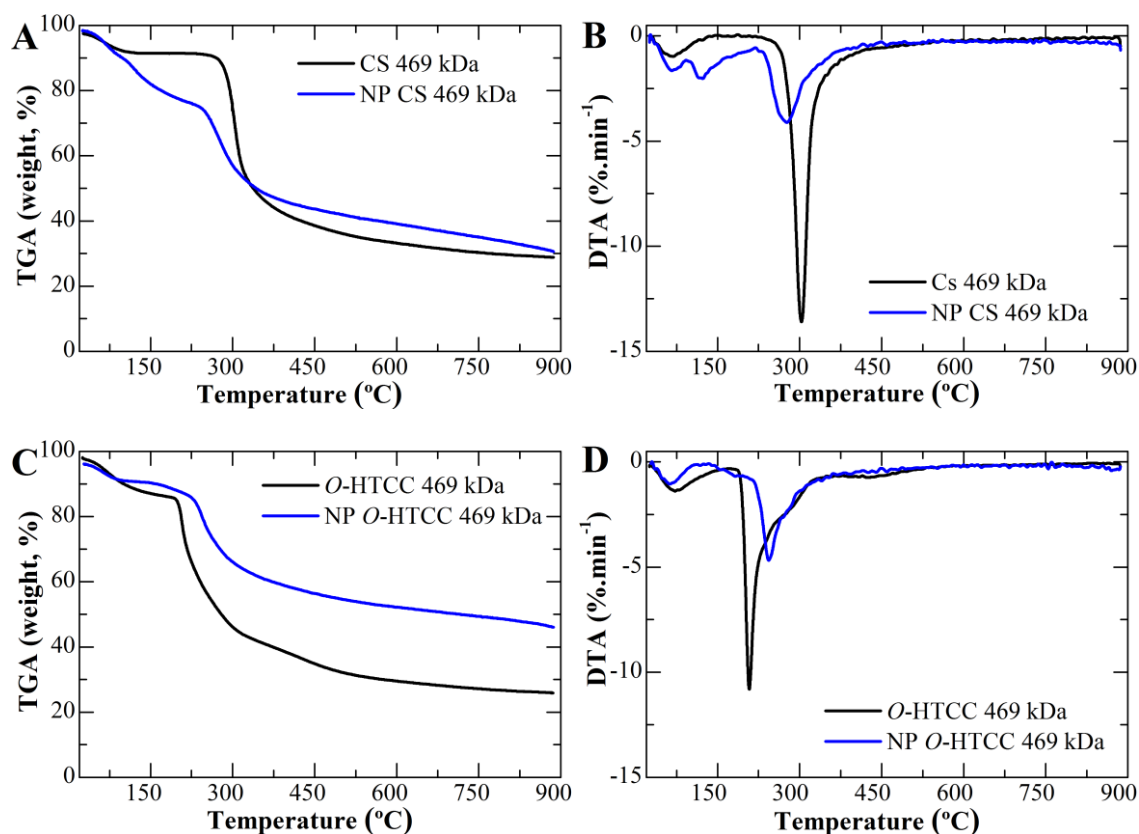 A
100
80
60
40
20
0
TGA (weight, %)
CS 469 kDa
NP CS 469 kDa
150 300 450 600 750 900
Temperature (ºC)
B
0
-5
-10
-15
DTA (%.min⁻¹)
Cs 469 kDa
NP CS 469 kDa
150 300 450 600 750 900
Temperature (ºC)
C
100
80
60
40
20
0
TGA (weight, %)
O-HTCC 469 kDa
NP O-HTCC 469 kDa
150 300 450 600 750 900
Temperature (ºC)
D
0
-5
-10
-15
DTA (%.min⁻¹)
O-HTCC 469 kDa
NP O-HTCC 469 kDa
150 300 450 600 750 900
Temperature (ºC)